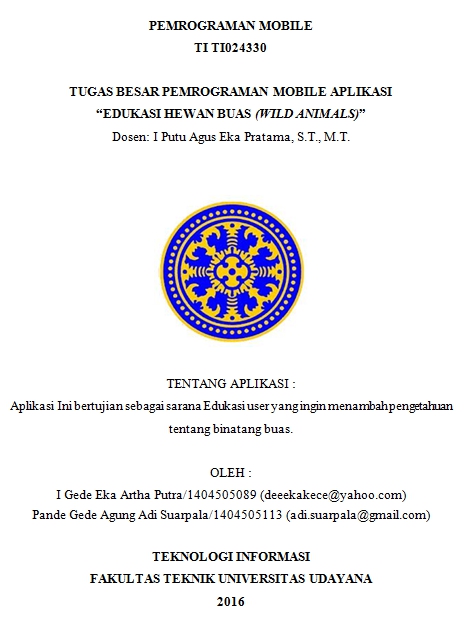 PEMROGRAMAN MOBILE
TI TI024330
TUGAS BESAR PEMROGRAMAN MOBILE APLIKASI
“EDUKASI HEWAN BUAS (WILD ANIMALS)”
Dosen: I Putu Agus Eka Pratama, S.T., M.T.
TENTANG APLIKASI :
Aplikasi Ini bertujian sebagai sarana Edukasi user yang ingin menambah pengetahuan
tentang binatang buas.
OLEH :
I Gede Eka Artha Putra/1404505089 (deeekakece@yahoo.com)
Pande Gede Agung Adi Suarpala/1404505113 (adi.suarpala@gmail.com)
TEKNOLOGI INFORMASI
FAKULTAS TEKNIK UNIVERSITAS UDAYANA
2016